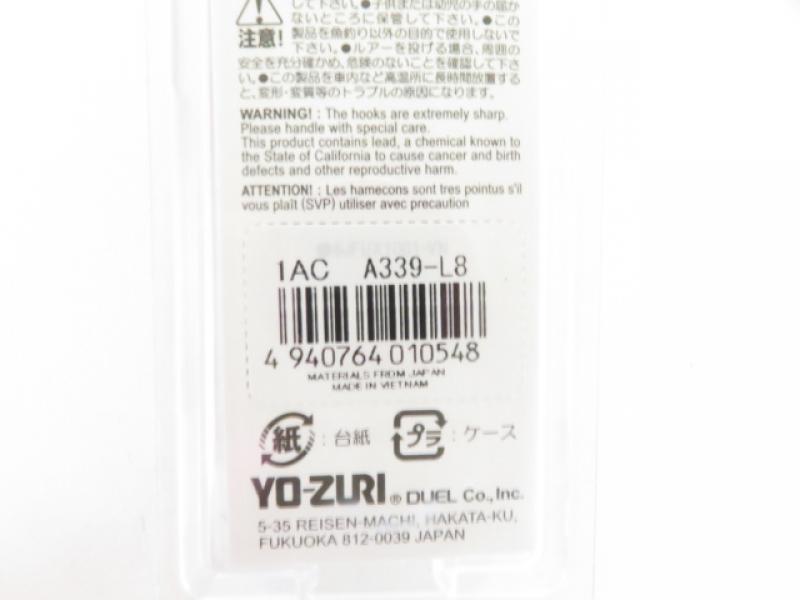 して下さい。●子供または幼児の手の届か
ないところに保管して下さい。●この
製品を魚釣り以外の目的で使用しないで
注意! 下さい。●ルアーを投げる場合、周囲の
安全を充分確かめ、危険のないことを確認して下さ
い。●この製品を車内など高温所に長時間放置する
と、変形・変質等のトラブルの原因になります。
WARNING! : The hooks are extremely sharp.
Please handle with special care.
This product contains lead, a chemical known to
the State of California to cause cancer and birth
defects and other reproductive harm.
ATTENTION! : Les hamecons sont tres pointus s'il
vous plaît (SVP) utiliser avec precaution
1AC A339-L8
4 940764 010548
MATERIALS FROM JAPAN
MADE IN VIETNAM
紙 : 台紙 プラ : ケース
YO-ZURI ® DUEL Co., Inc.
5-35 REISEN-MACHI, HAKATA-KU,
FUKUOKA 812-0039 JAPAN